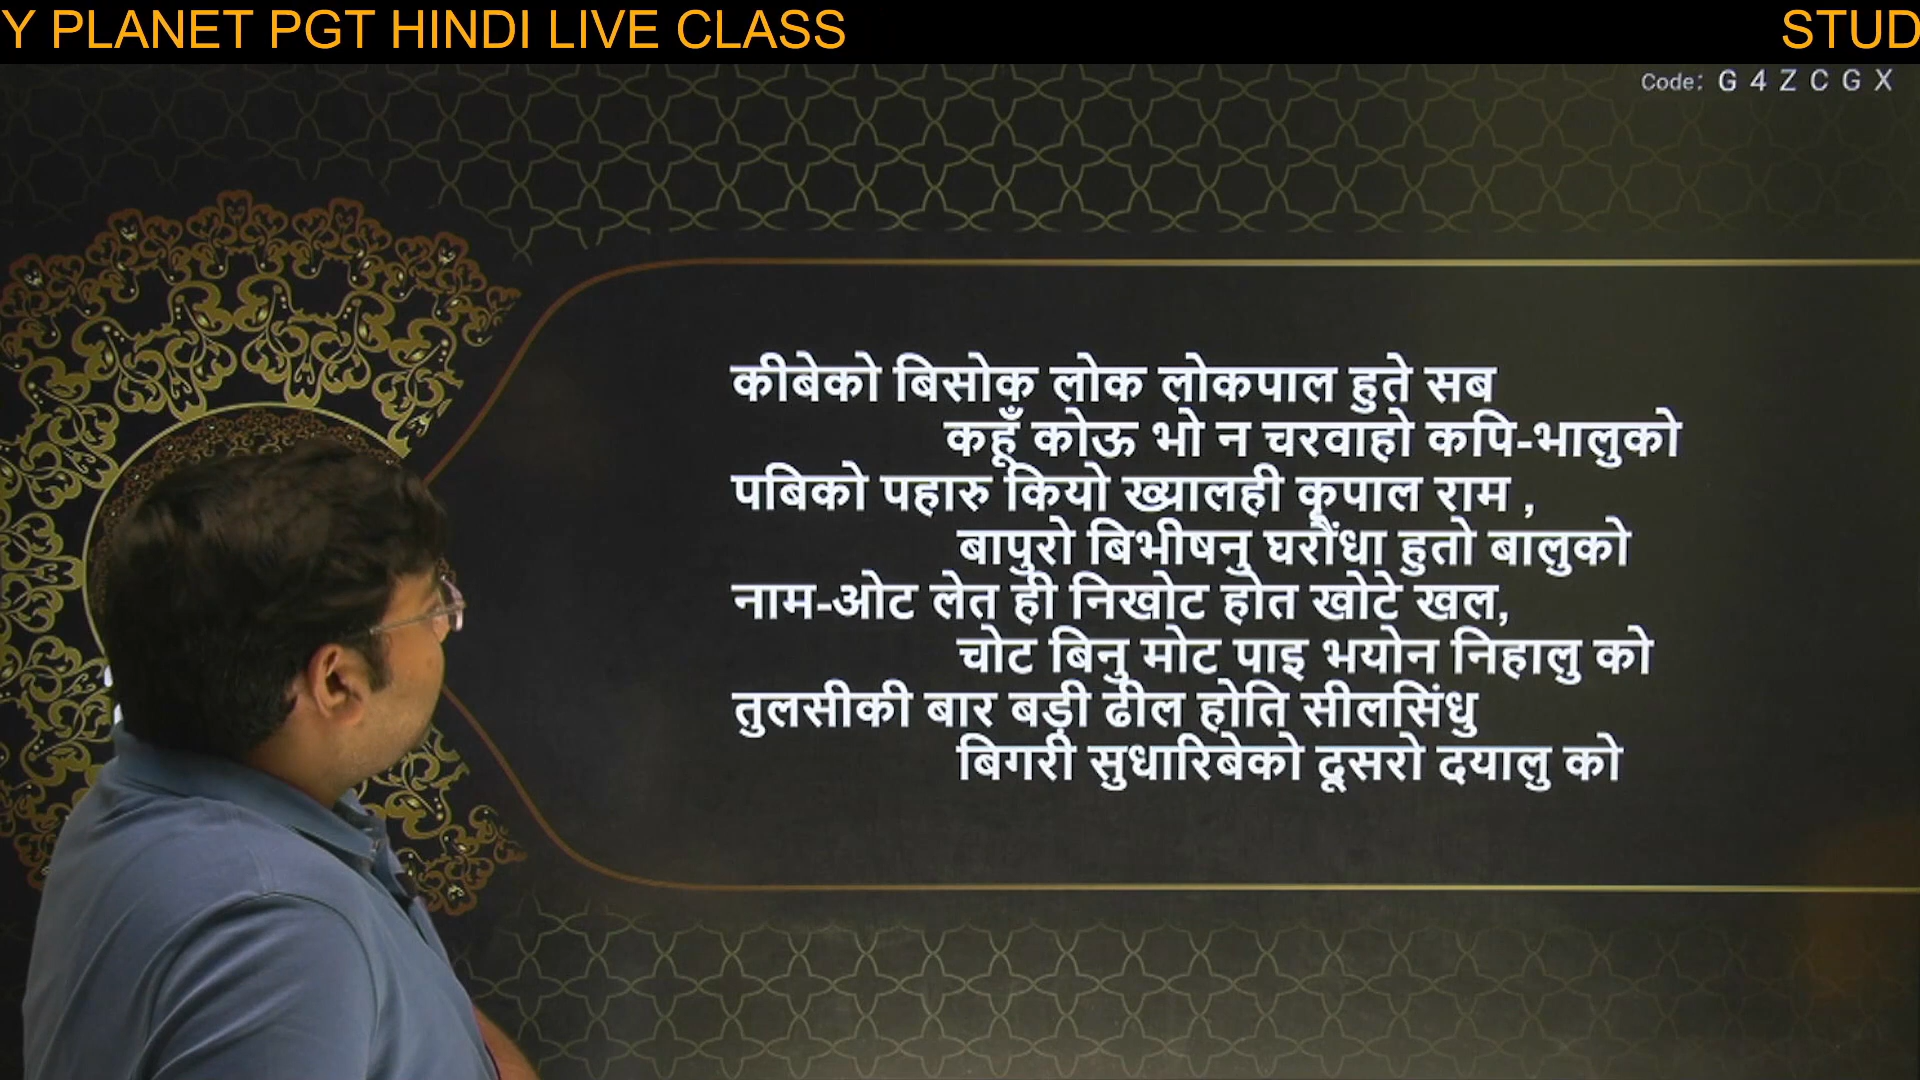 Y PLANET PGT HINDI LIVE CLASS STUD
Code: G 4 Z C G X
कीबेको बिसोक लोक लोकपाल हुते सब
कहूँ कोऊ भो न चरवाहो कपि-भालुको
पबिको पहारु कियो ख्यालही कृपाल राम ,
बापुरो बिभीषनु घरौंधा हुतो बालुको
नाम-ओट लेत ही निखोट होत खोटे खल,
चोट बिनु मोट पाइ भयोन निहालु को
तुलसीकी बार बड़ी ढील होति सीलसिंधु
बिगरी सुधारिबेको दूसरो दयालु को